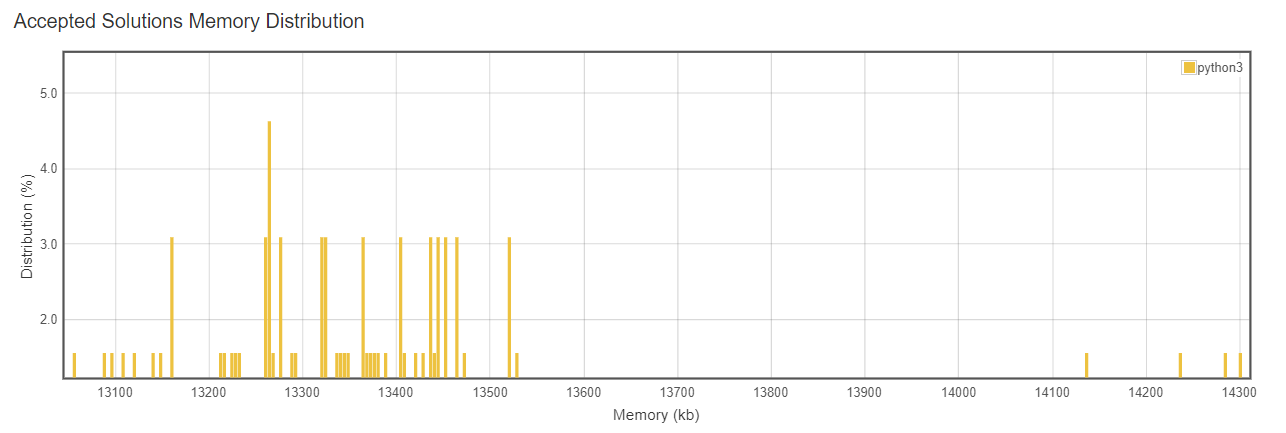 Accepted Solutions Memory Distribution
python3
5.0
4.0
3.0
2.0
Distribution (%)
13100 13200 13300 13400 13500 13600 13700 13800 13900 14000 14100 14200 14300
Memory (kb)